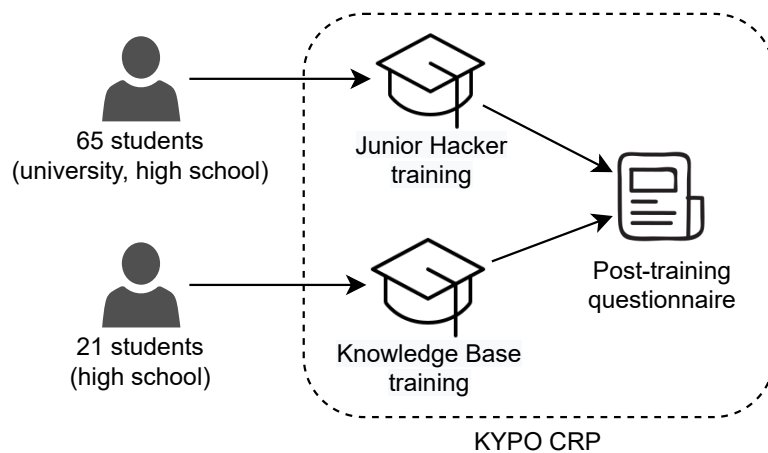 65 students
(university, high school)
Junior Hacker
training
Post-training
questionnaire
21 students
(high school)
Knowledge Base
training
KYPO CRP